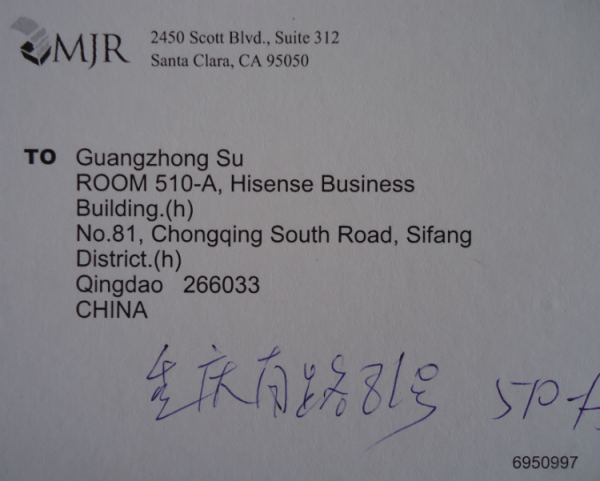 MJR
2450 Scott Blvd., Suite 312
Santa Clara, CA 95050
TO Guangzhong Su
ROOM 510-A, Hisense Business
Building.(h)
No.81, Chongqing South Road, Sifang
District.(h)
Qingdao 266033
CHINA
重庆南路81号 510-A
6950997